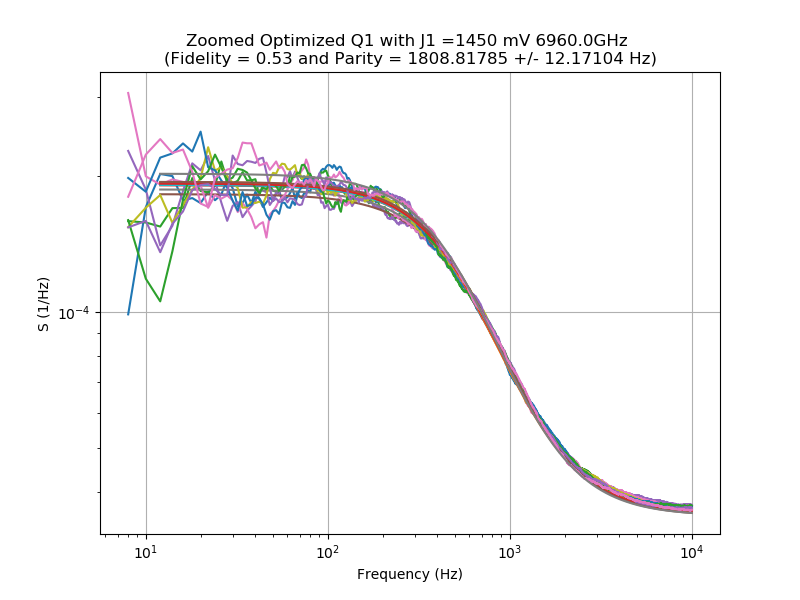 Zoomed Optimized Q1 with J1 =1450 mV 6960.0GHz
(Fidelity = 0.53 and Parity = 1808.81785 +/- 12.17104 Hz)
S (1/Hz)
10⁻⁴
10¹ 10² 10³ 10⁴
Frequency (Hz)